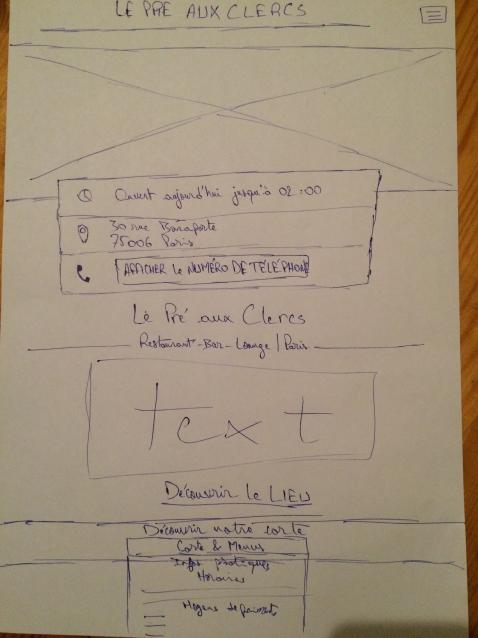 LE PRE AUX CLERCS
Ouvert aujourd'hui jusqu'à 02:00
30 rue Bonaparte
75006 Paris
AFFICHER LE NUMÉRO DE TÉLÉPHONE
Le Pré aux Clercs
Restaurant-Bar-Lounge | Paris
text
Découvrir le LIEU
Découvrir notre carte
Carte & Menus
Infos pratiques
Horaires
Moyens de paiements